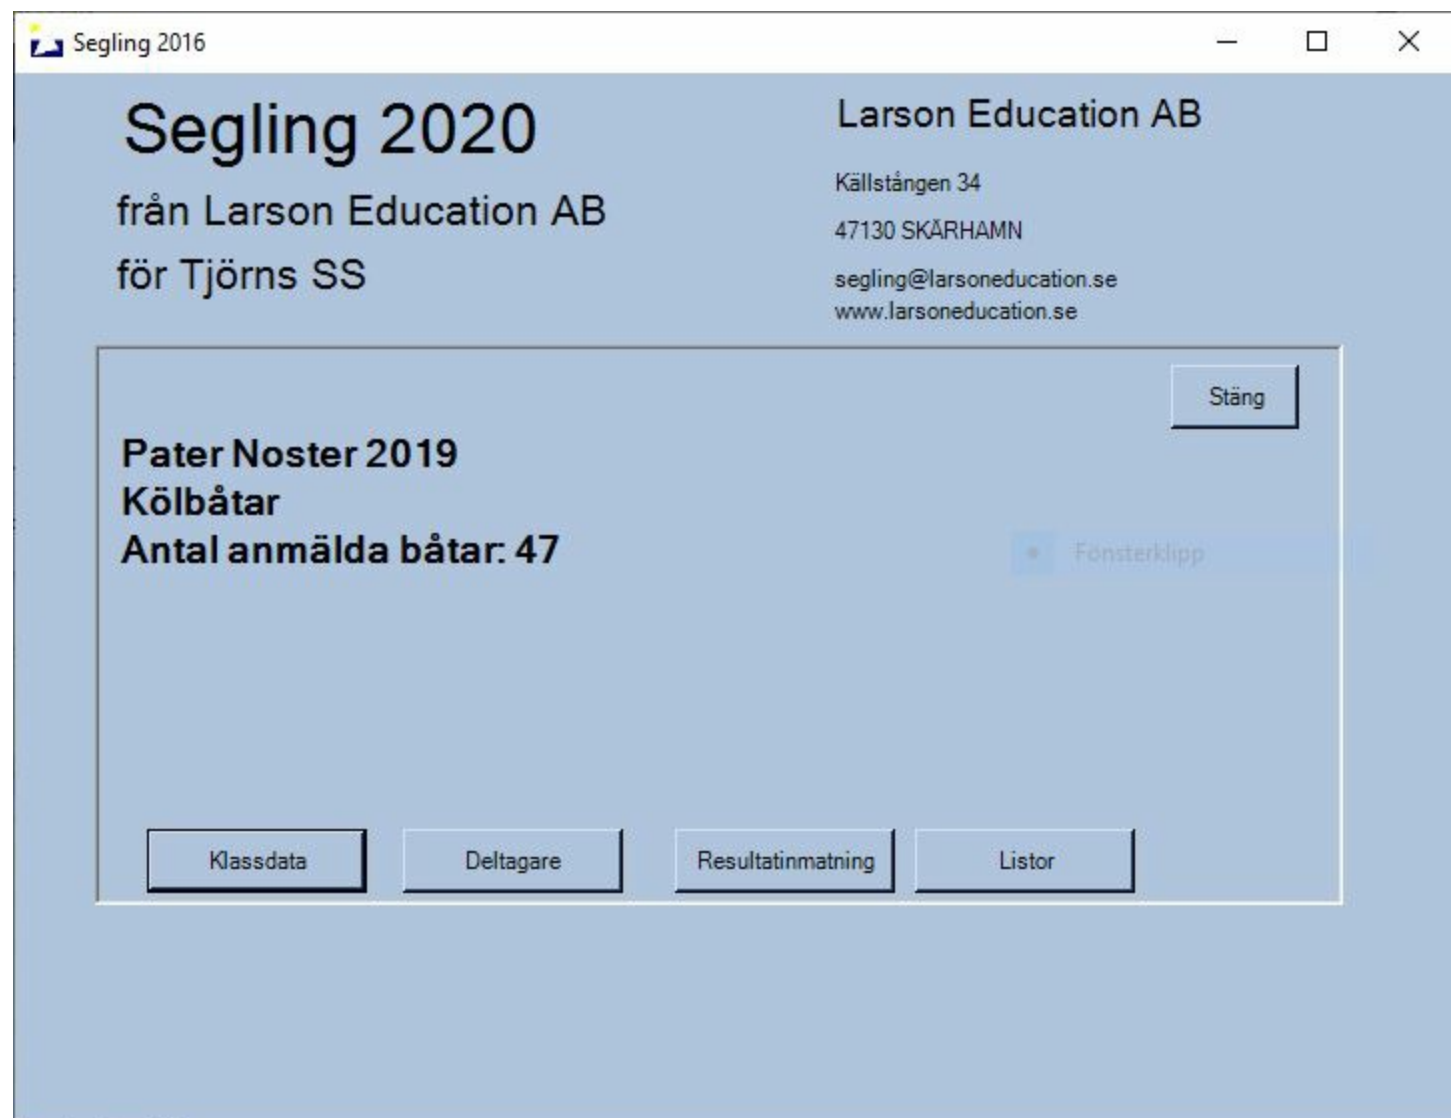 Segling 2016
Segling 2020
från Larson Education AB
för Tjörns SS
Larson Education AB
Källstången 34
47130 SKÄRHAMN
segling@larsoneducation.se
www.larsoneducation.se
Stäng
Pater Noster 2019
Kölbåtar
Antal anmälda båtar: 47
Fönsterklipp
Klassdata
Deltagare
Resultatinmatning
Listor